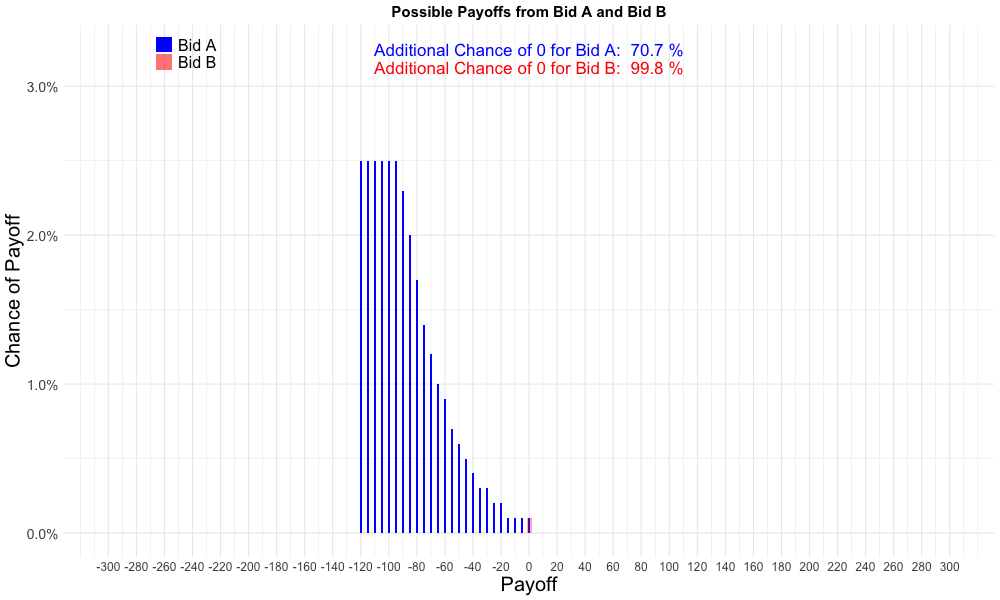 Possible Payoffs from Bid A and Bid B
Bid A
Bid B
Additional Chance of 0 for Bid A: 70.7 %
Additional Chance of 0 for Bid B: 99.8 %
Chance of Payoff
3.0%
2.0%
1.0%
0.0%
-300 -280 -260 -240 -220 -200 -180 -160 -140 -120 -100 -80 -60 -40 -20 0 20 40 60 80 100 120 140 160 180 200 220 240 260 280 300
Payoff